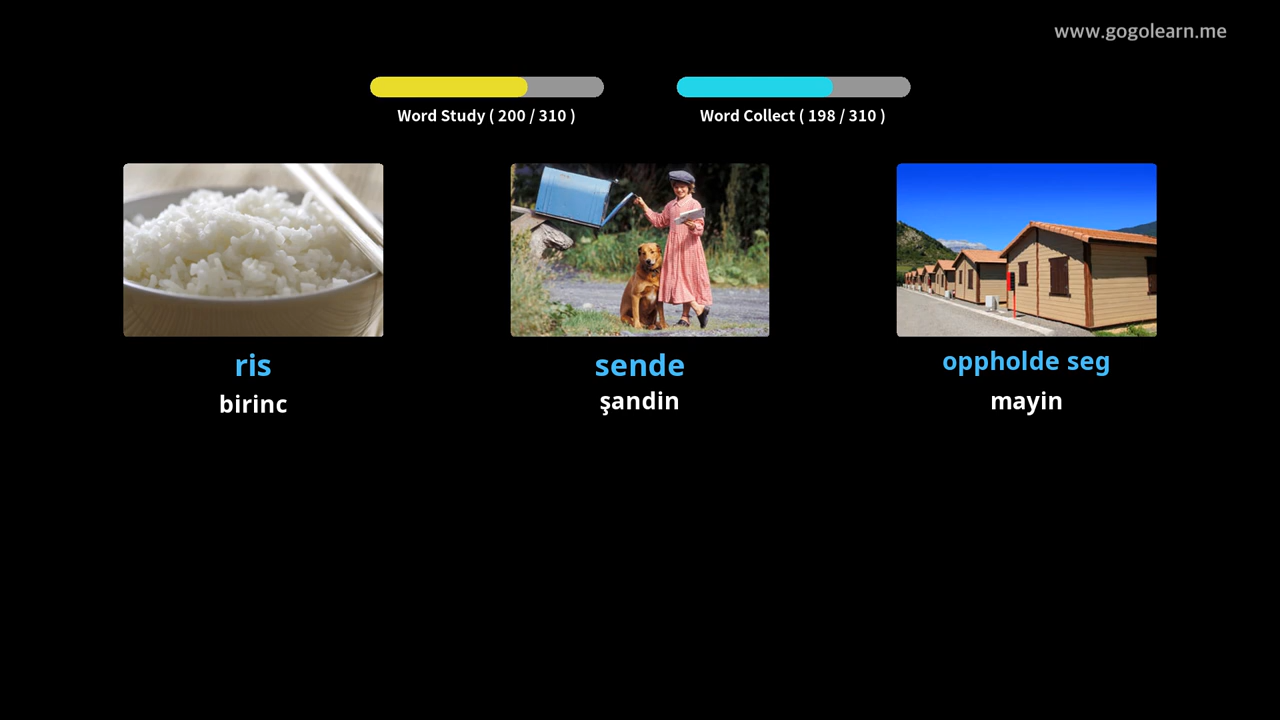 www.gogolearn.me
Word Study ( 200 / 310 )
Word Collect ( 198 / 310 )
ris
birinc
sende
şandin
oppholde seg
mayin